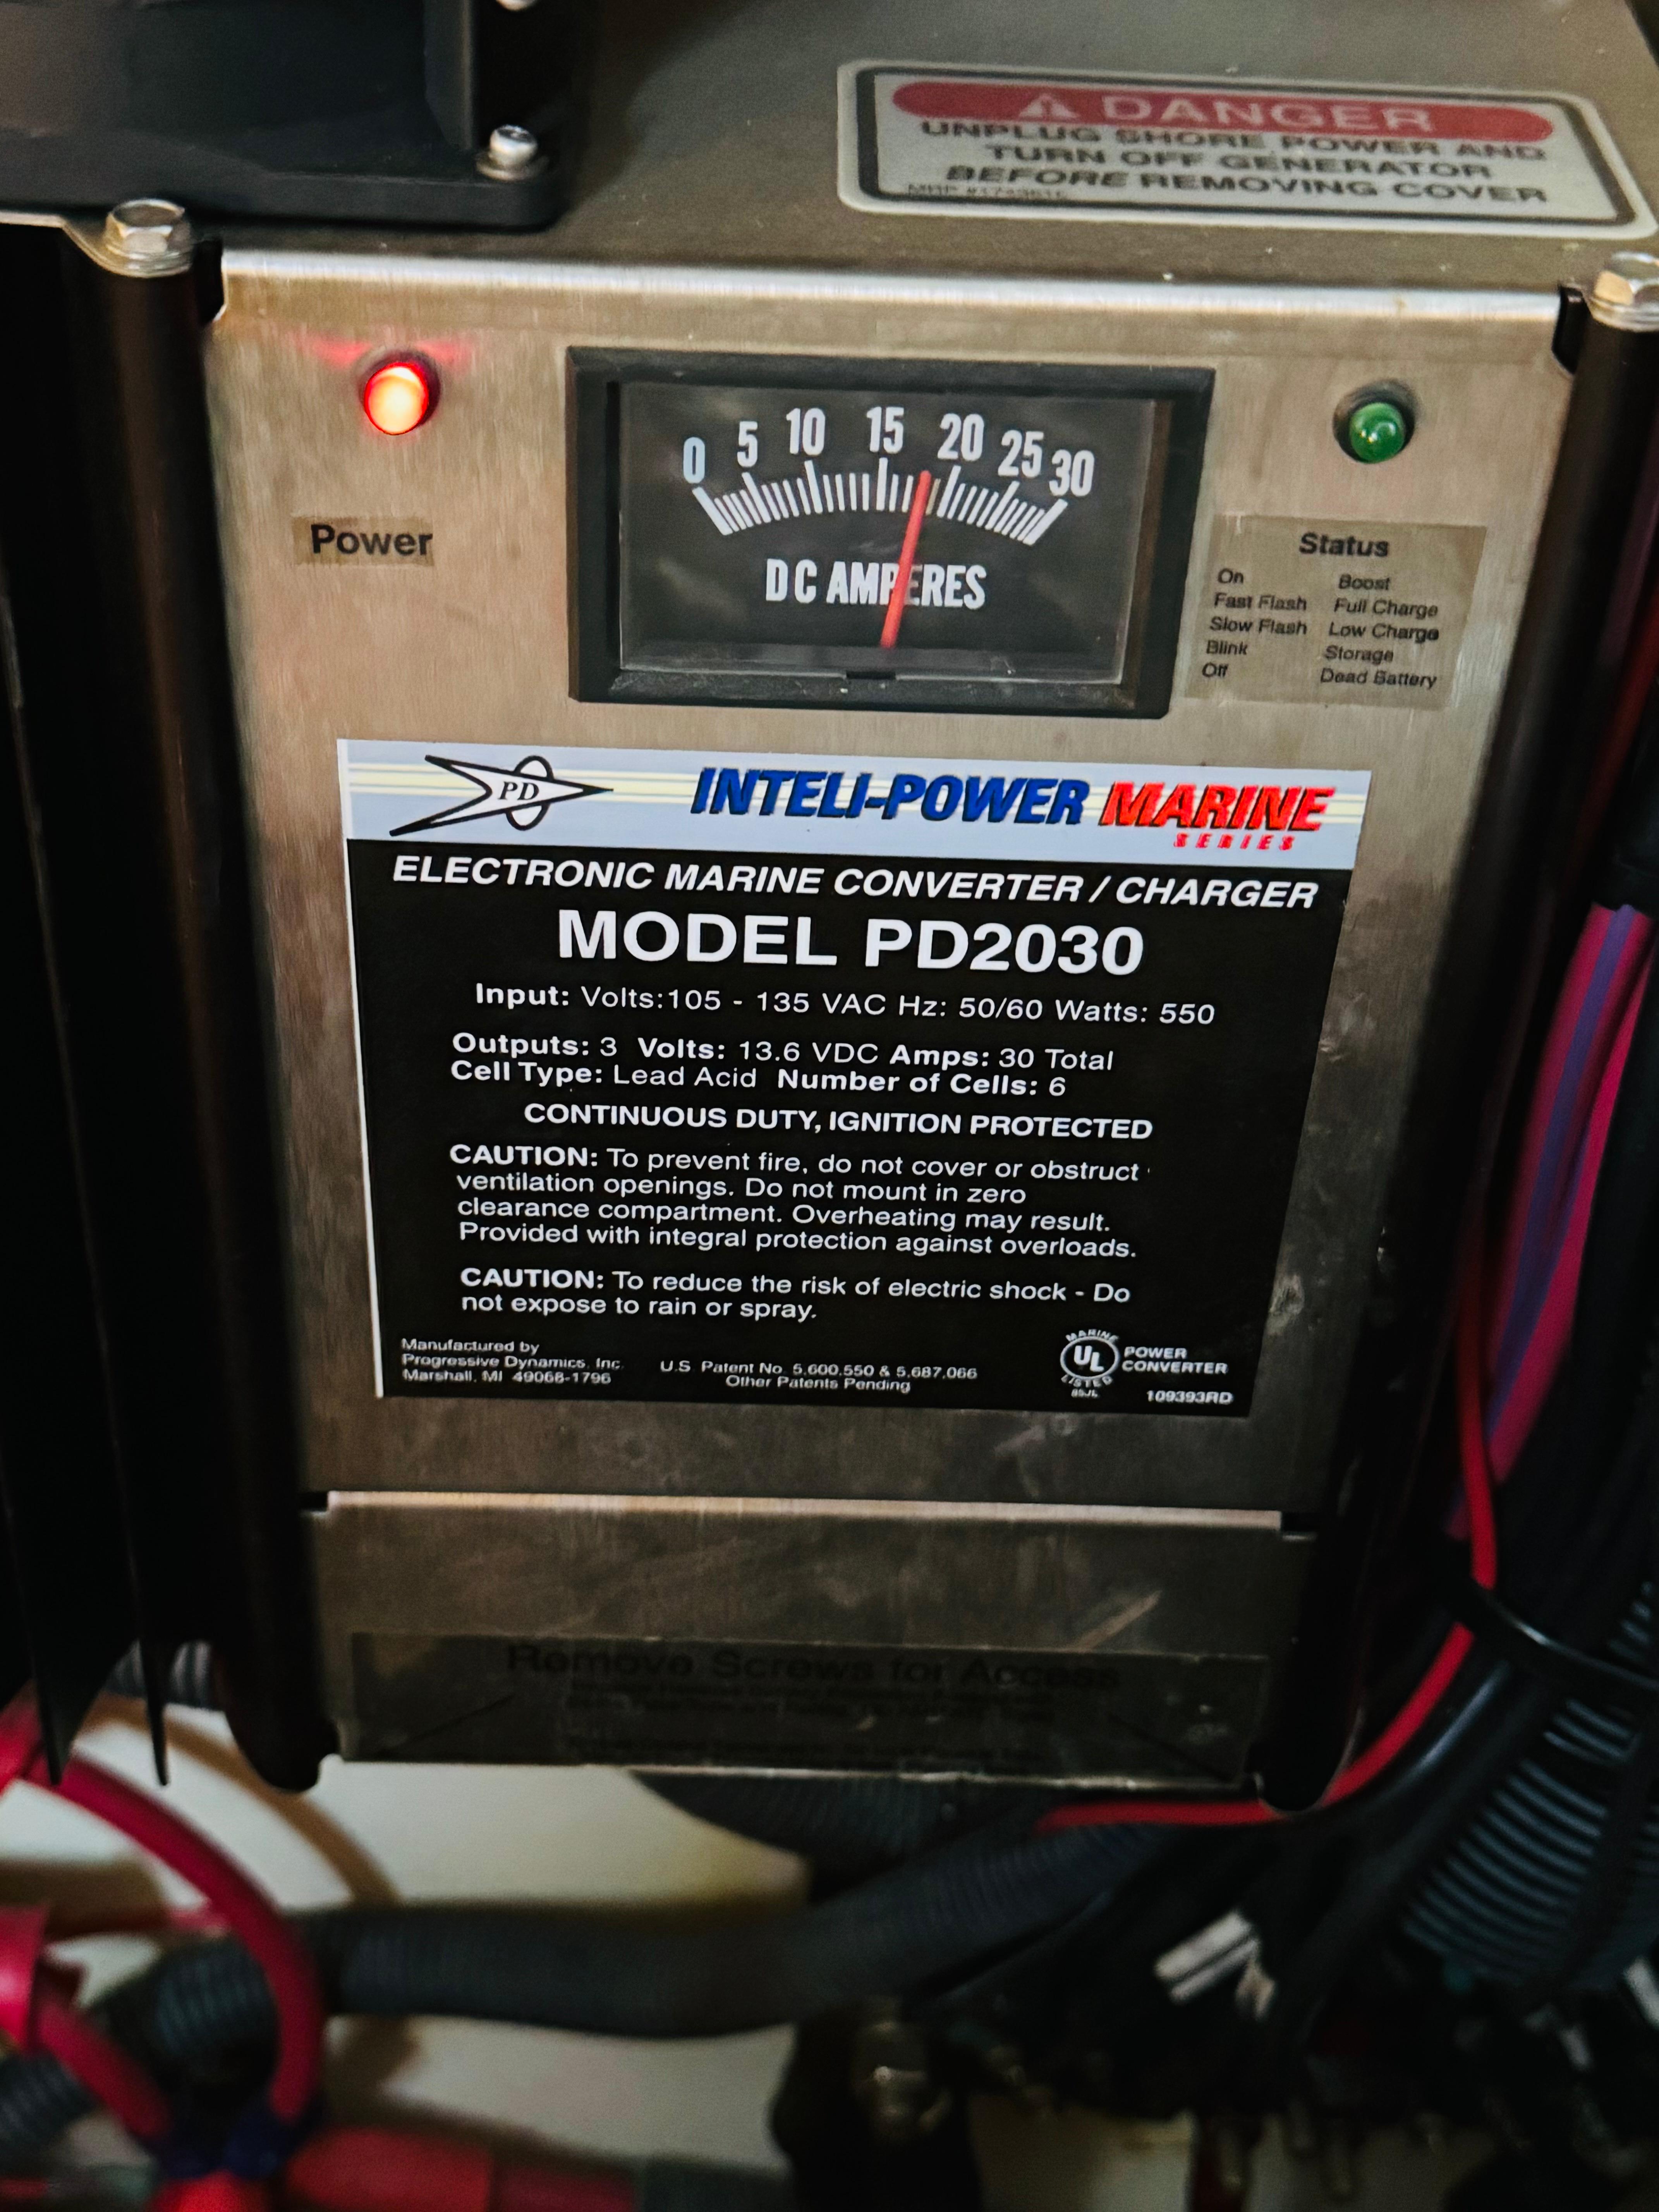 DANGER
UNPLUG SHORE POWER AND
TURN OFF GENERATOR
BEFORE REMOVING COVER
0 5 10 15 20 25 30
DC AMPERES
Power
Status
On Boost
Fast Flash Full Charge
Slow Flash Low Charge
Blink Storage
Off Dead Battery
PD
INTELI-POWER MARINE
SERIES
ELECTRONIC MARINE CONVERTER / CHARGER
MODEL PD2030
Input: Volts:105 - 135 VAC Hz: 50/60 Watts: 550
Outputs: 3 Volts: 13.6 VDC Amps: 30 Total
Cell Type: Lead Acid Number of Cells: 6
CONTINUOUS DUTY, IGNITION PROTECTED
CAUTION: To prevent fire, do not cover or obstruct
ventilation openings. Do not mount in zero
clearance compartment. Overheating may result.
Provided with integral protection against overloads.
CAUTION: To reduce the risk of electric shock - Do
not expose to rain or spray.
Manufactured by
Progressive Dynamics, Inc.
Marshall, MI 49068-1796
U.S. Patent No. 5,600,550 & 5,687,066
Other Patents Pending
MARINE
UL
LISTED
85JL
POWER
CONVERTER
109393RD
Remove Screws for Access